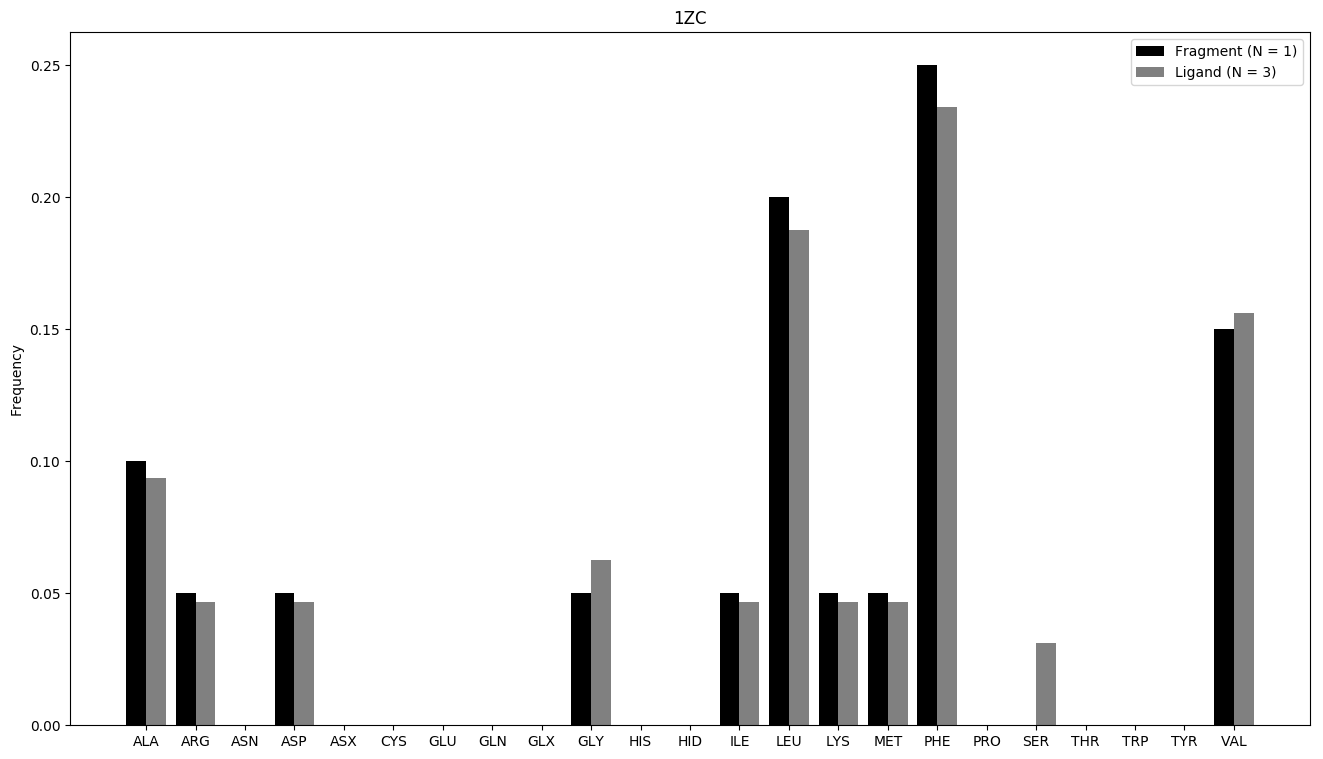 1ZC
Fragment (N = 1)
Ligand (N = 3)
Frequency
0.25
0.20
0.15
0.10
0.05
0.00
ALA ARG ASN ASP ASX CYS GLU GLN GLX GLY HIS HID ILE LEU LYS MET PHE PRO SER THR TRP TYR VAL